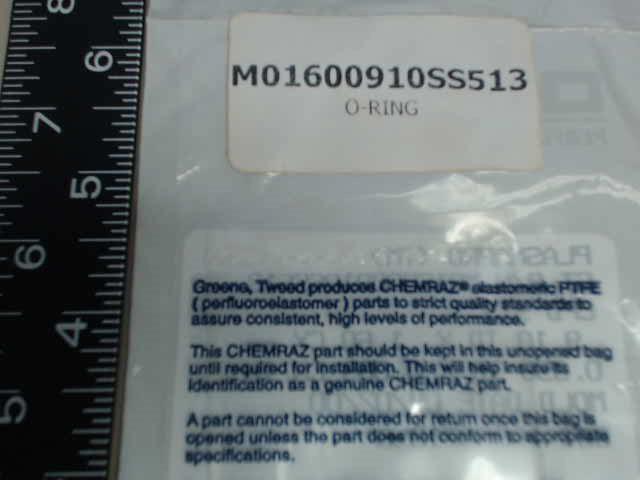 M01600910SS513
O-RING
Greene, Tweed produces CHEMRAZ® elastomeric PTFE
( perfluoroelastomer ) parts to strict quality standards to
assure consistent, high levels of performance.
This CHEMRAZ part should be kept in this unopened bag
until required for installation. This will help insure its
identification as a genuine CHEMRAZ part.
A part cannot be considered for return once this bag is
opened unless the part does not conform to appropriate
specifications.
8
6
7
5
6
4
5